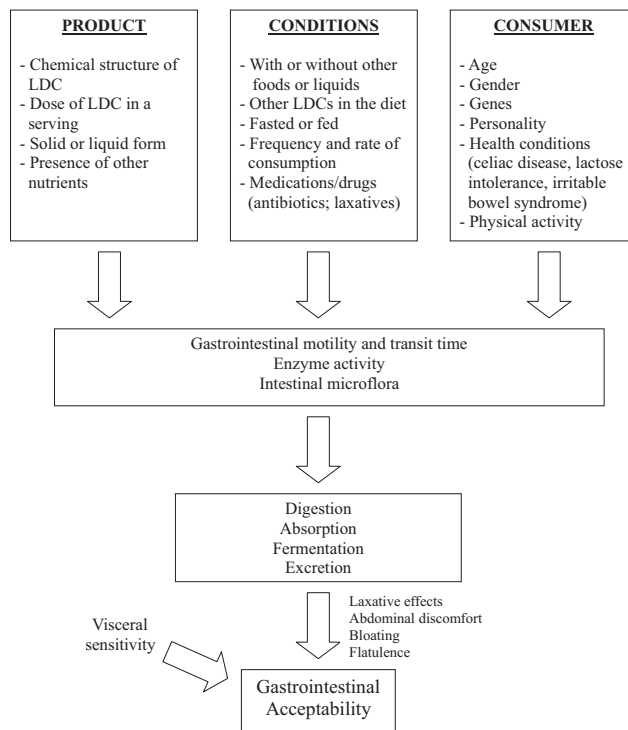 PRODUCT
- Chemical structure of
LDC
- Dose of LDC in a
serving
- Solid or liquid form
- Presence of other
nutrients
CONDITIONS
- With or without other
foods or liquids
- Other LDCs in the diet
- Fasted or fed
- Frequency and rate of
consumption
- Medications/drugs
(antibiotics; laxatives)
CONSUMER
- Age
- Gender
- Genes
- Personality
- Health conditions
(celiac disease, lactose
intolerance, irritable
bowel syndrome)
- Physical activity
Gastrointestinal motility and transit time
Enzyme activity
Intestinal microflora
Digestion
Absorption
Fermentation
Excretion
Laxative effects
Abdominal discomfort
Bloating
Flatulence
Visceral
sensitivity
Gastrointestinal
Acceptability